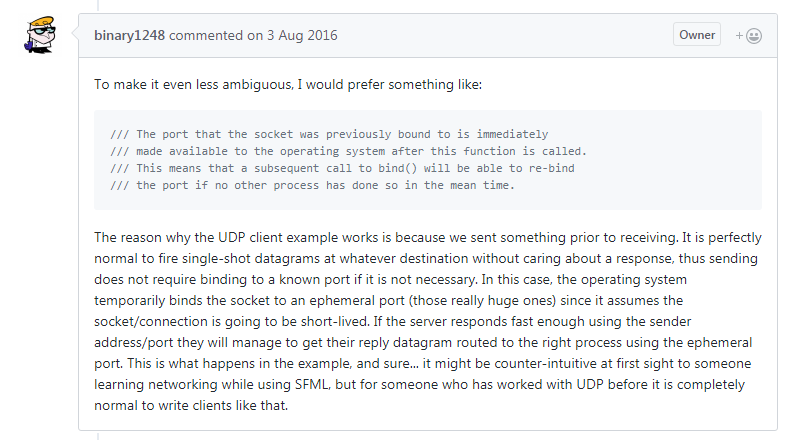 binary1248 commented on 3 Aug 2016 Owner +
To make it even less ambiguous, I would prefer something like:
/// The port that the socket was previously bound to is immediately
/// made available to the operating system after this function is called.
/// This means that a subsequent call to bind() will be able to re-bind
/// the port if no other process has done so in the mean time.
The reason why the UDP client example works is because we sent something prior to receiving. It is perfectly
normal to fire single-shot datagrams at whatever destination without caring about a response, thus sending
does not require binding to a known port if it is not necessary. In this case, the operating system
temporarily binds the socket to an ephemeral port (those really huge ones) since it assumes the
socket/connection is going to be short-lived. If the server responds fast enough using the sender
address/port they will manage to get their reply datagram routed to the right process using the ephemeral
port. This is what happens in the example, and sure... it might be counter-intuitive at first sight to someone
learning networking while using SFML, but for someone who has worked with UDP before it is completely
normal to write clients like that.